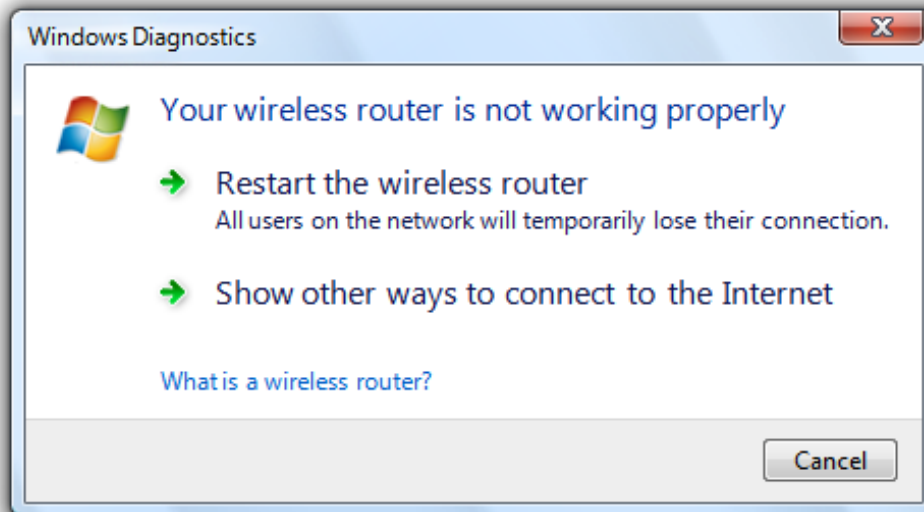 Windows Diagnostics
Your wireless router is not working properly
Restart the wireless router
All users on the network will temporarily lose their connection.
Show other ways to connect to the Internet
What is a wireless router?
Cancel